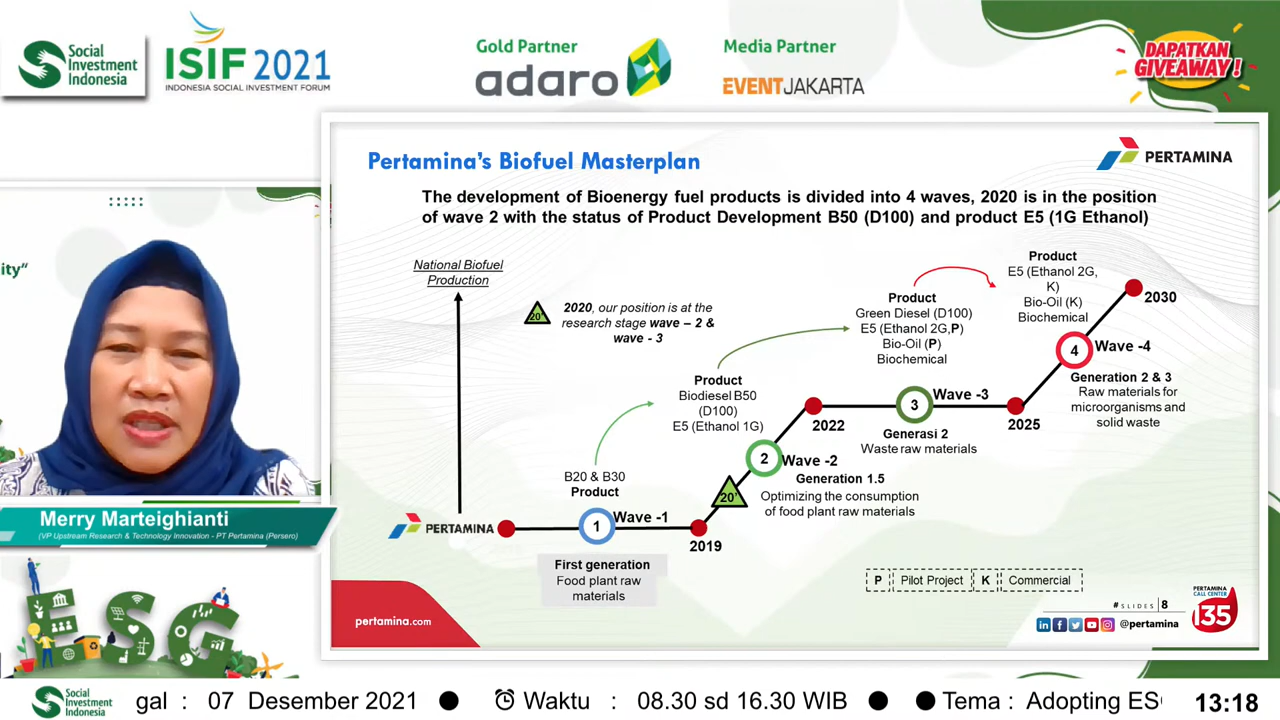 Social
Investment
Indonesia
ISIF 2021
INDONESIA SOCIAL INVESTMENT FORUM
Gold Partner
adaro
Media Partner
EVENTJAKARTA
DAPATKAN
GIVEAWAY !
ity"
Pertamina's Biofuel Masterplan
PERTAMINA
The development of Bioenergy fuel products is divided into 4 waves, 2020 is in the position
of wave 2 with the status of Product Development B50 (D100) and product E5 (1G Ethanol)
National Biofuel
Production
20'
2020, our position is at the
research stage wave – 2 &
wave - 3
PERTAMINA
B20 & B30
Product
1
Wave -1
First generation
Food plant raw
materials
2019
20'
Product
Biodiesel B50
(D100)
E5 (Ethanol 1G)
2
Wave -2
Generation 1.5
Optimizing the consumption
of food plant raw materials
2022
Product
Green Diesel (D100)
E5 (Ethanol 2G,P)
Bio-Oil (P)
Biochemical
3
Wave -3
Generasi 2
Waste raw materials
2025
Product
E5 (Ethanol 2G,
K)
Bio-Oil (K)
Biochemical
4
Wave -4
Generation 2 & 3
Raw materials for
microorganisms and
solid waste
2030
P Pilot Project K Commercial
pertamina.com
#SLIDES 8
@pertamina
PERTAMINA
CALL CENTER
135
Merry Marteighianti
(VP Upstream Research & Technology Innovation - PT Pertamina (Persero)
ESG
Social
Investment
Indonesia
gal : 07 Desember 2021 ● Waktu : 08.30 sd 16.30 WIB ● ● Tema : Adopting ES
13:18